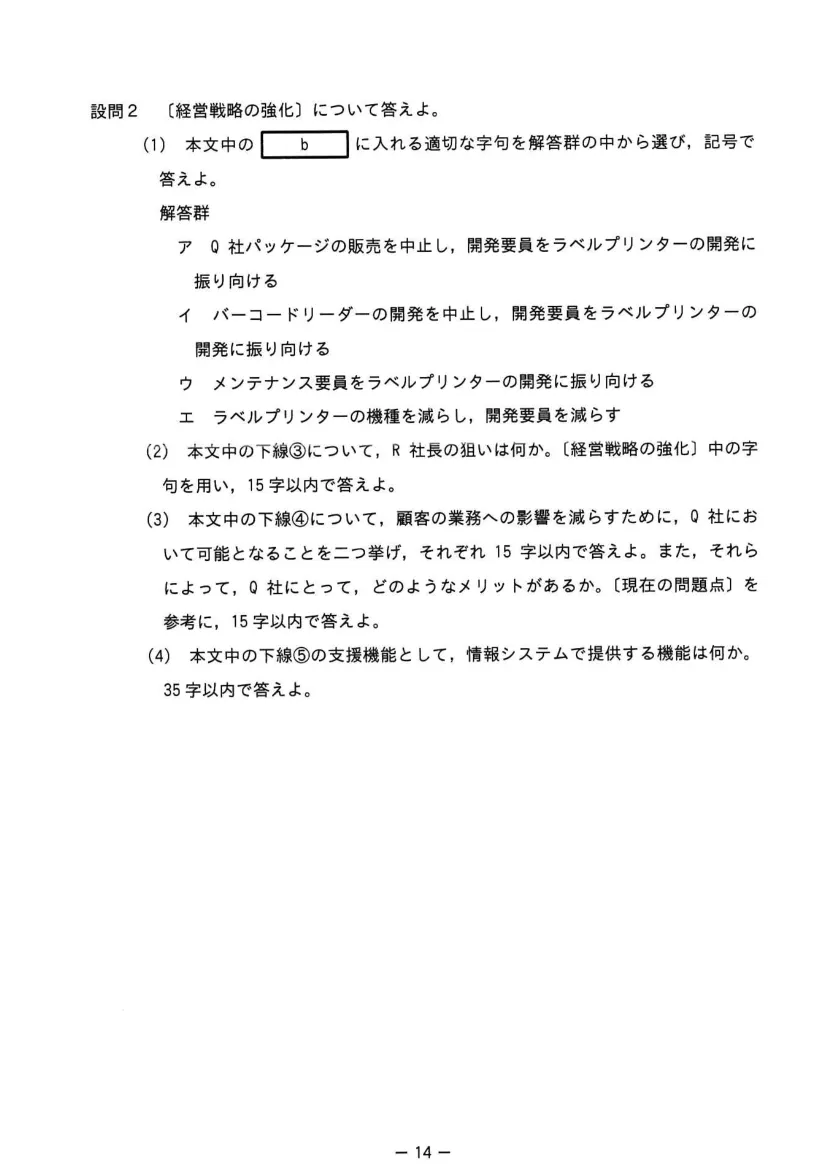 設問2 〔経営戦略の強化〕について答えよ。
(1) 本文中の b に入れる適切な字句を解答群の中から選び，記号で
答えよ。
解答群
ア Q 社パッケージの販売を中止し，開発要員をラベルプリンターの開発に
振り向ける
イ バーコードリーダーの開発を中止し，開発要員をラベルプリンターの
開発に振り向ける
ウ メンテナンス要員をラベルプリンターの開発に振り向ける
エ ラベルプリンターの機種を減らし，開発要員を減らす
(2) 本文中の下線③について，R 社長の狙いは何か。〔経営戦略の強化〕中の字
句を用い，15 字以内で答えよ。
(3) 本文中の下線④について，顧客の業務への影響を減らすために，Q 社にお
いて可能となることを二つ挙げ，それぞれ 15 字以内で答えよ。また，それら
によって，Q 社にとって，どのようなメリットがあるか。〔現在の問題点〕を
参考に，15 字以内で答えよ。
(4) 本文中の下線⑤の支援機能として，情報システムで提供する機能は何か。
35 字以内で答えよ。
− 14 −